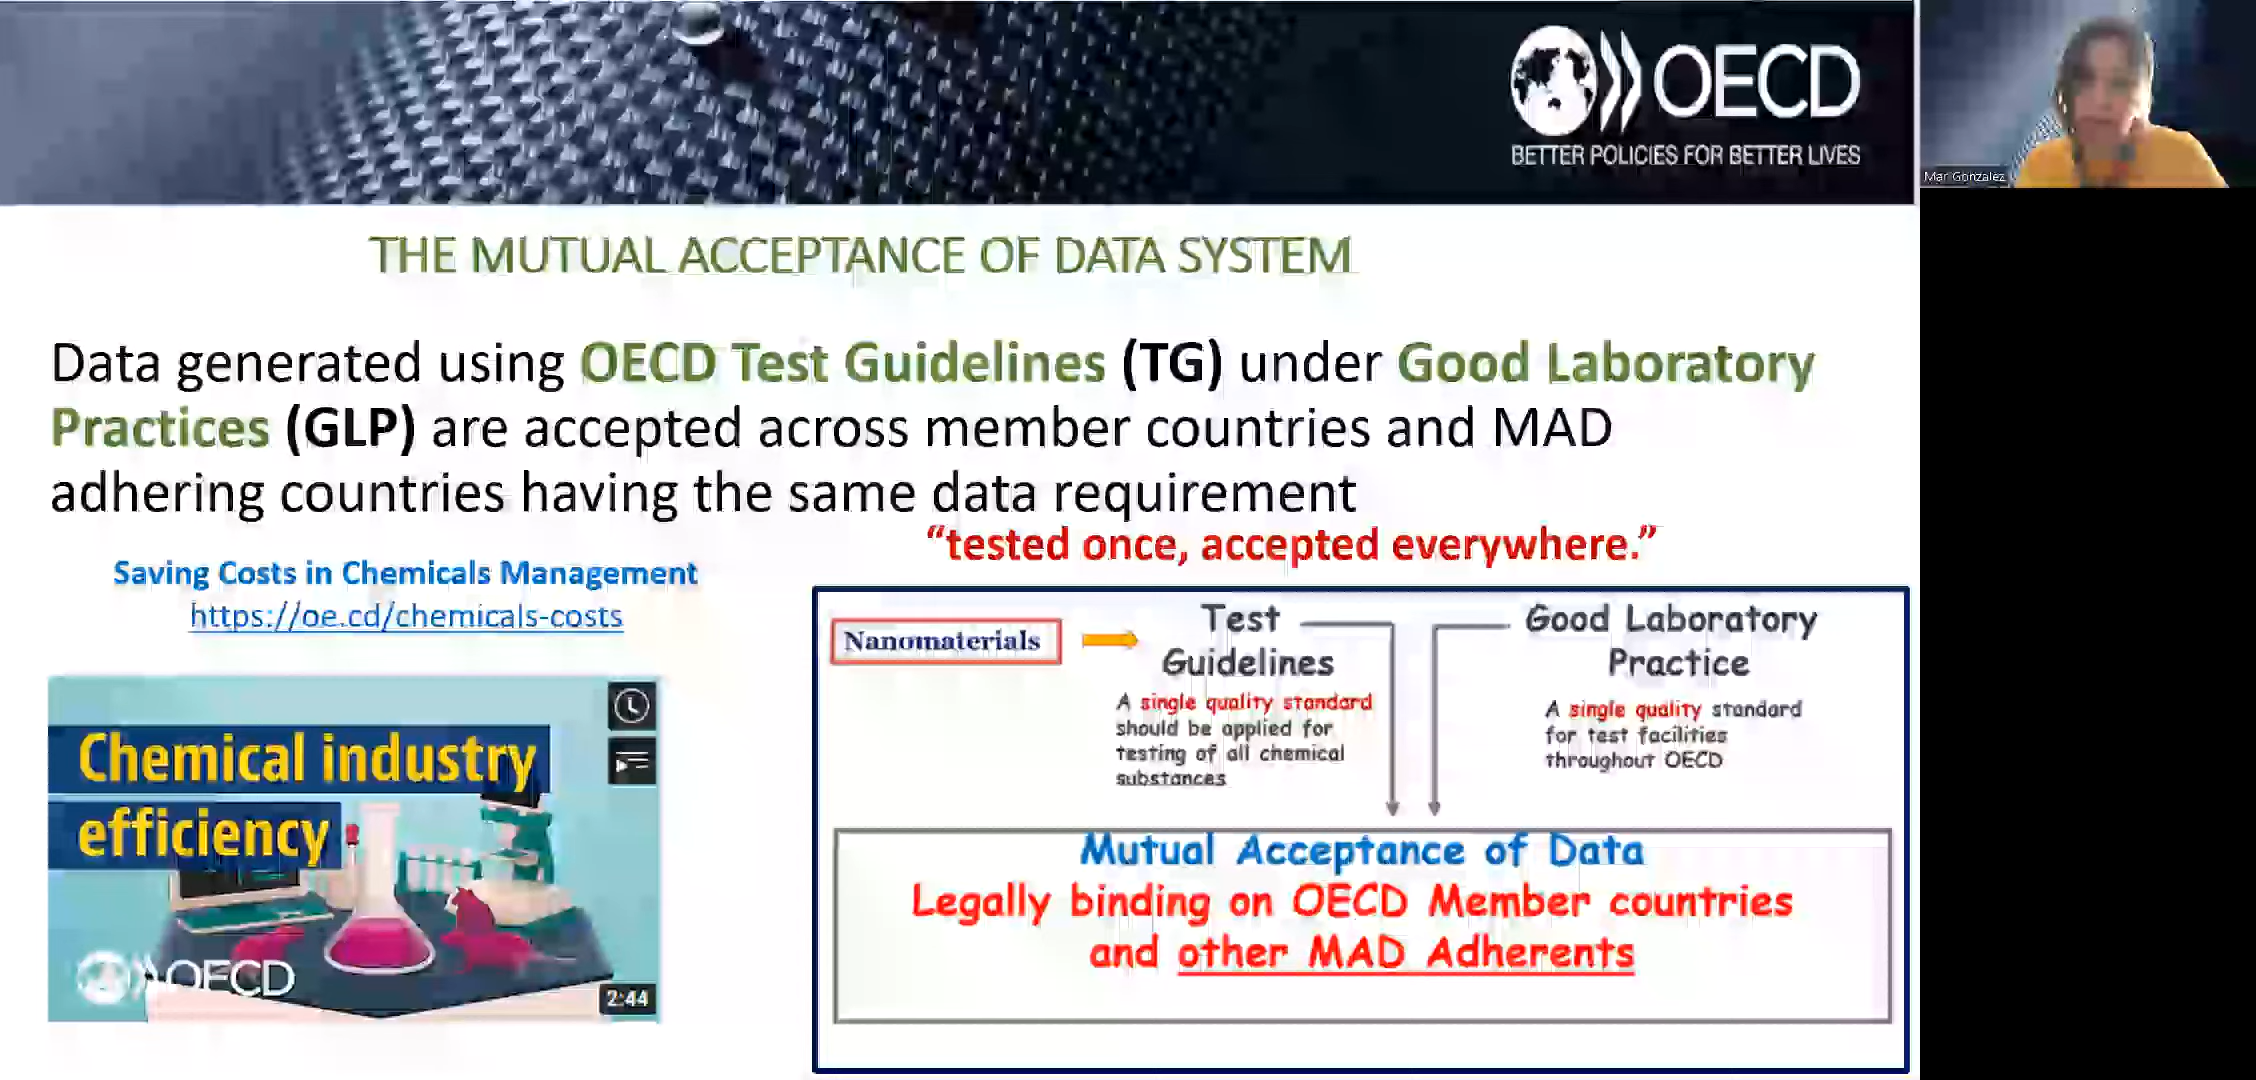 OECD
BETTER POLICIES FOR BETTER LIVES
Mar Gonzalez
THE MUTUAL ACCEPTANCE OF DATA SYSTEM
Data generated using OECD Test Guidelines (TG) under Good Laboratory
Practices (GLP) are accepted across member countries and MAD
adhering countries having the same data requirement
“tested once, accepted everywhere.”
Saving Costs in Chemicals Management
https://oe.cd/chemicals-costs
Chemical industry
efficiency
OECD
2:44
Nanomaterials
Test
Guidelines
A single quality standard
should be applied for
testing of all chemical
substances
Good Laboratory
Practice
A single quality standard
for test facilities
throughout OECD
Mutual Acceptance of Data
Legally binding on OECD Member countries
and other MAD Adherents